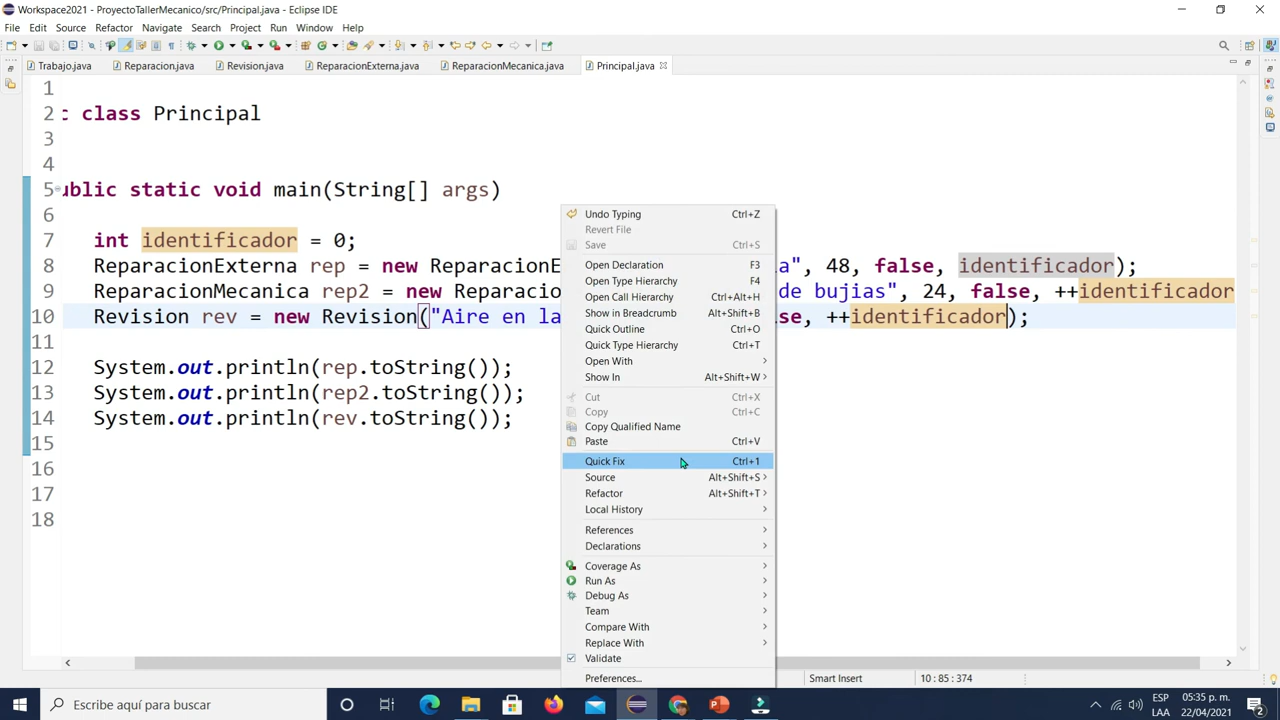 Workspace2021 - ProyectoTallerMecanico/src/Principal.java - Eclipse IDE
File Edit Source Refactor Navigate Search Project Run Window Help
Trabajo.java Reparacion.java Revision.java ReparacionExterna.java ReparacionMecanica.java Principal.java
1
2 c class Principal
3
4
5 ublic static void main(String[] args)
6
7 int identificador = 0;
8 ReparacionExterna rep = new ReparacionE a", 48, false, identificador);
9 ReparacionMecanica rep2 = new Reparacio de bujias", 24, false, ++identificador
10 Revision rev = new Revision("Aire en la se, ++identificador);
11
12 System.out.println(rep.toString());
13 System.out.println(rep2.toString());
14 System.out.println(rev.toString());
15
16
17
18
Undo Typing Ctrl+Z
Revert File
Save Ctrl+S
Open Declaration F3
Open Type Hierarchy F4
Open Call Hierarchy Ctrl+Alt+H
Show in Breadcrumb Alt+Shift+B
Quick Outline Ctrl+O
Quick Type Hierarchy Ctrl+T
Open With
Show In Alt+Shift+W
Cut Ctrl+X
Copy Ctrl+C
Copy Qualified Name
Paste Ctrl+V
Quick Fix Ctrl+1
Source Alt+Shift+S
Refactor Alt+Shift+T
Local History
References
Declarations
Coverage As
Run As
Debug As
Team
Compare With
Replace With
Validate
Preferences...
Smart Insert 10 : 85 : 374
Escribe aquí para buscar
ESP 05:35 p. m.
LAA 22/04/2021
2